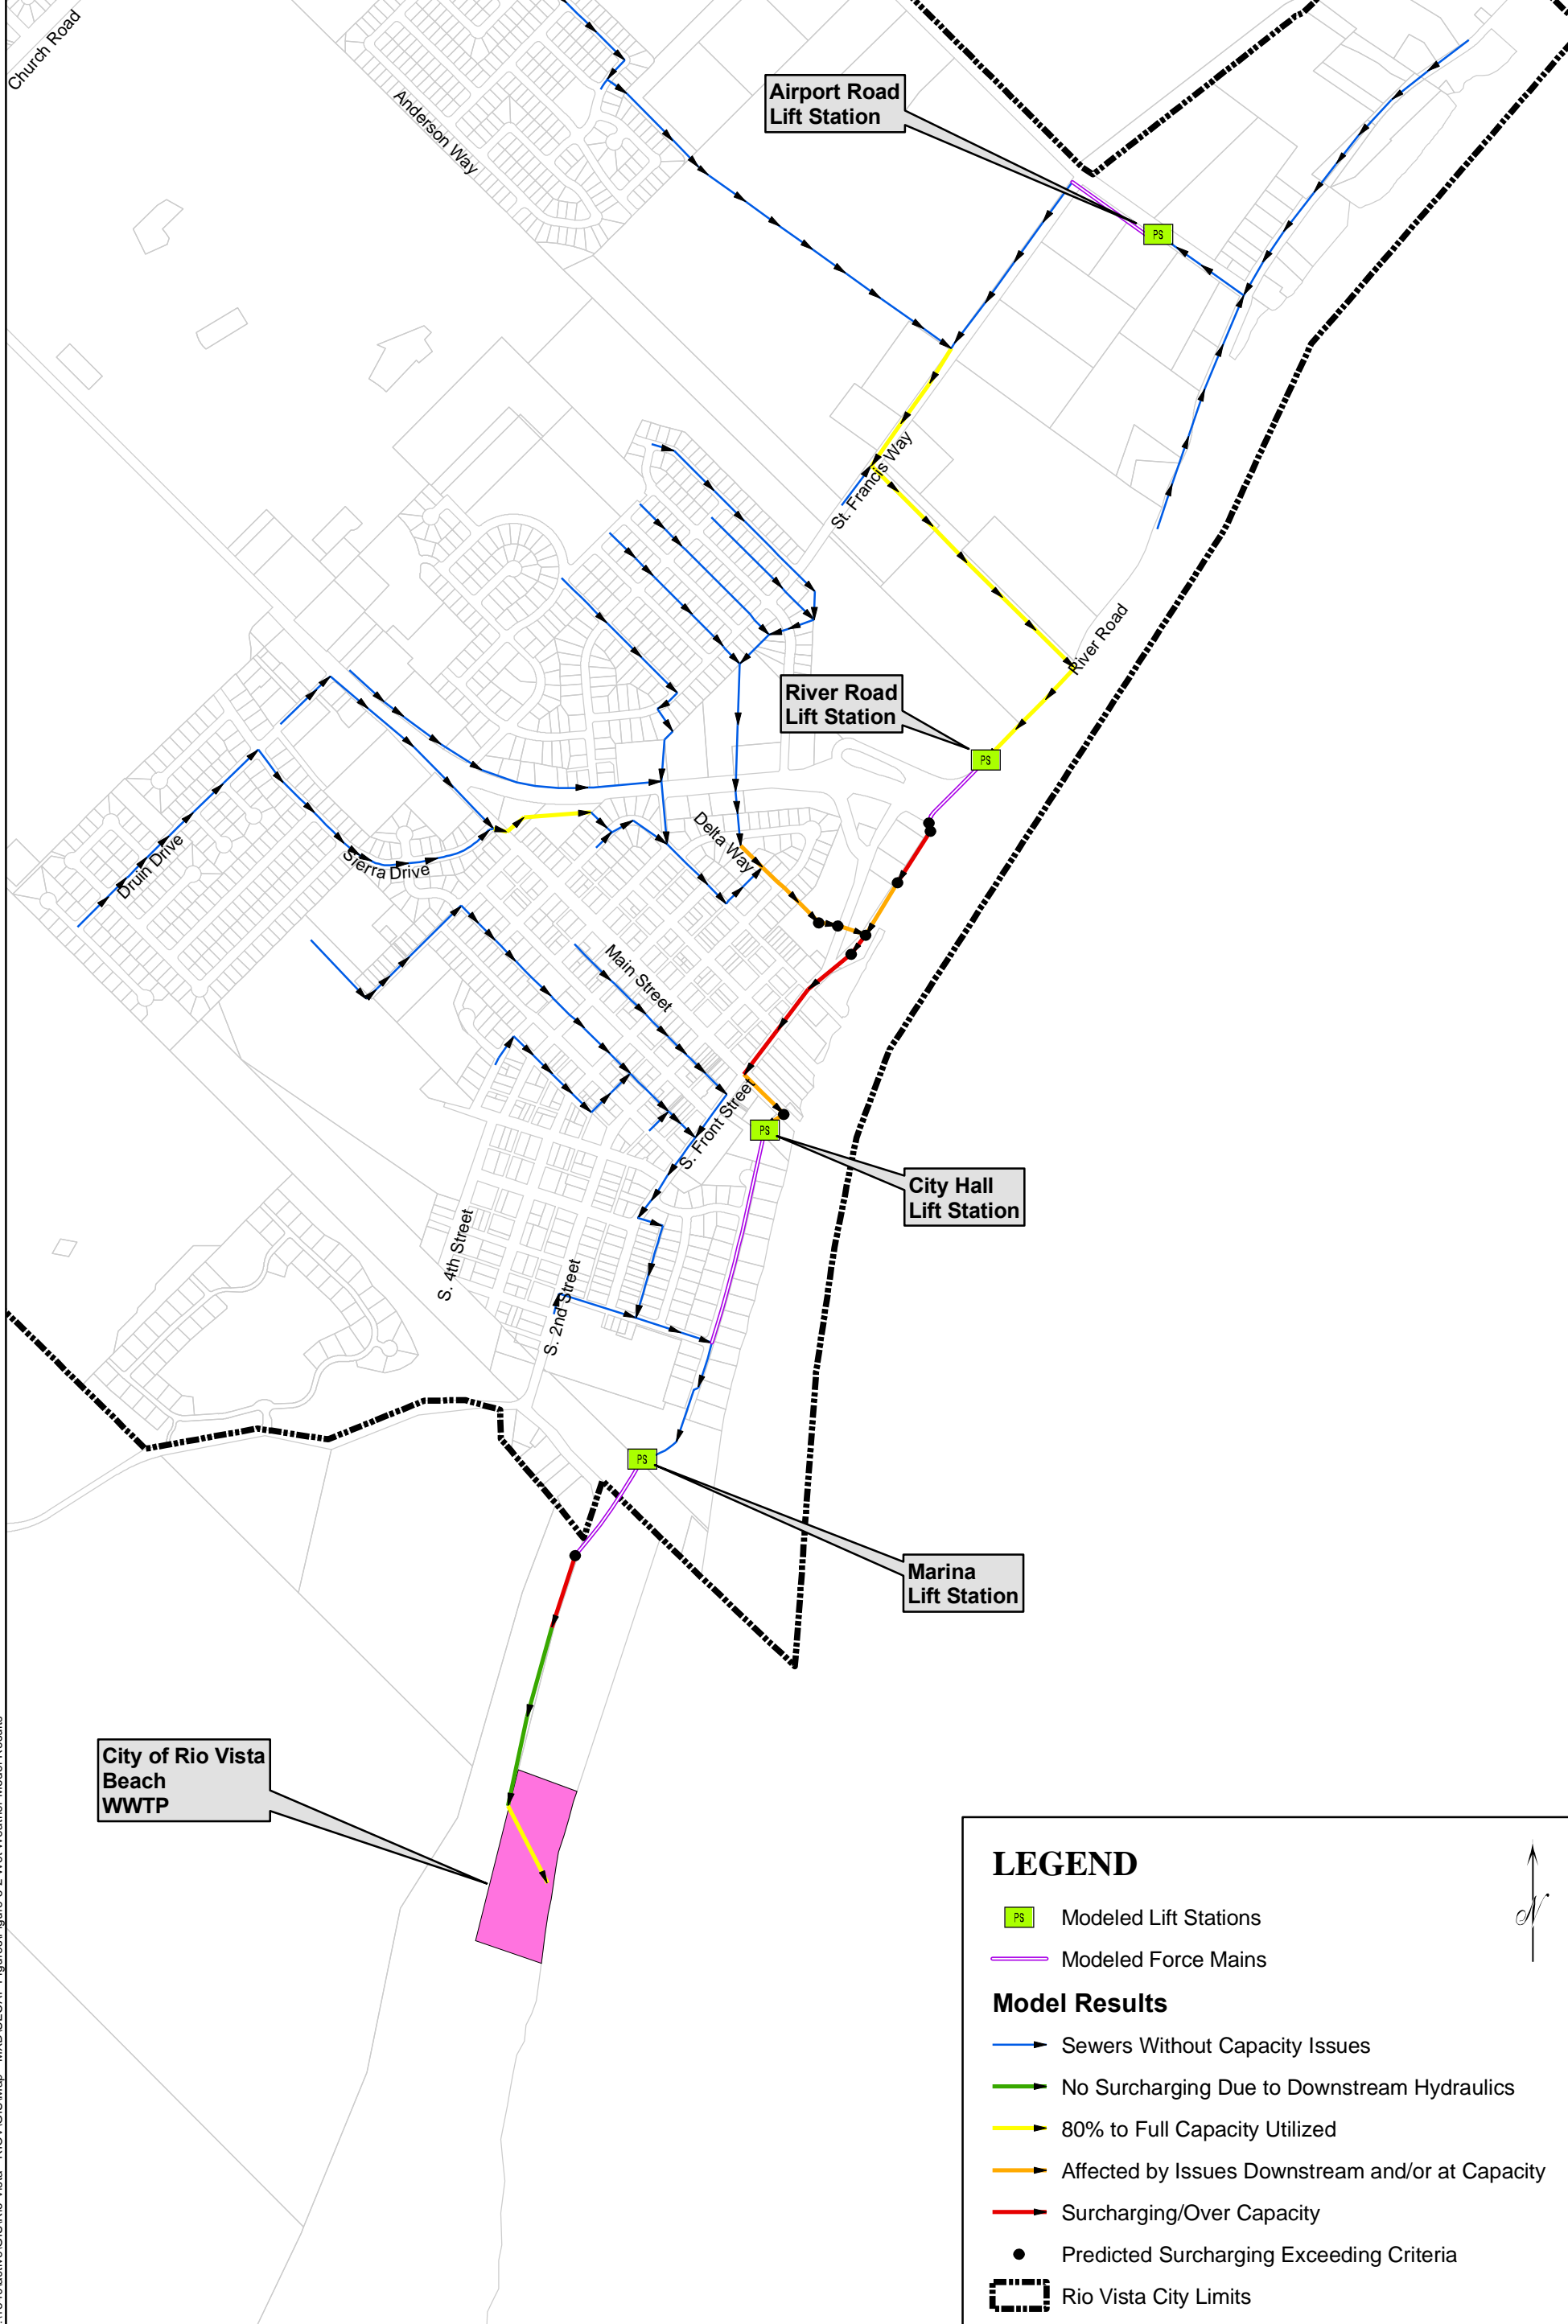 Church Road
Anderson Way
Airport Road
Lift Station
PS
St. Francis Way
River Road
River Road
Lift Station
PS
Delta Way
Druin Drive
Sierra Drive
Main Street
S. Front Street
PS
City Hall
Lift Station
S. 4th Street
S. 2nd Street
PS
Marina
Lift Station
City of Rio Vista
Beach
WWTP
LEGEND
N
PS Modeled Lift Stations
Modeled Force Mains
Model Results
Sewers Without Capacity Issues
No Surcharging Due to Downstream Hydraulics
80% to Full Capacity Utilized
Affected by Issues Downstream and/or at Capacity
Surcharging/Over Capacity
Predicted Surcharging Exceeding Criteria
Rio Vista City Limits